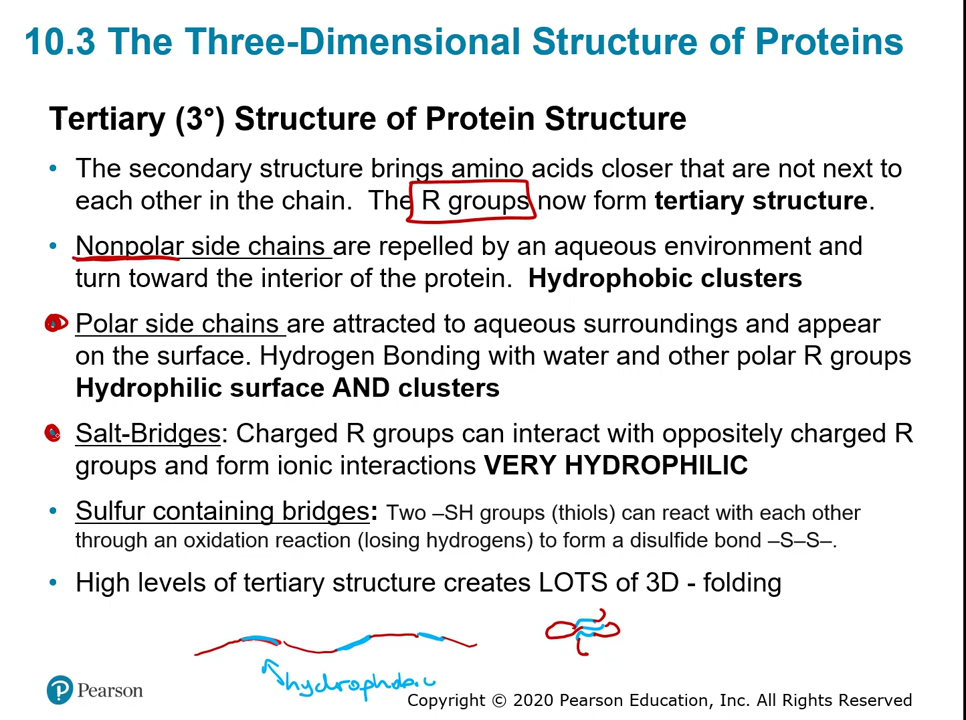 10.3 The Three-Dimensional Structure of Proteins
Tertiary (3°) Structure of Protein Structure
• The secondary structure brings amino acids closer that are not next to
each other in the chain. The R groups now form tertiary structure.
• Nonpolar side chains are repelled by an aqueous environment and
turn toward the interior of the protein. Hydrophobic clusters
• Polar side chains are attracted to aqueous surroundings and appear
on the surface. Hydrogen Bonding with water and other polar R groups
Hydrophilic surface AND clusters
• Salt-Bridges: Charged R groups can interact with oppositely charged R
groups and form ionic interactions VERY HYDROPHILIC
• Sulfur containing bridges: Two –SH groups (thiols) can react with each other
through an oxidation reaction (losing hydrogens) to form a disulfide bond –S–S–.
• High levels of tertiary structure creates LOTS of 3D - folding
P Pearson
Copyright © 2020 Pearson Education, Inc. All Rights Reserved